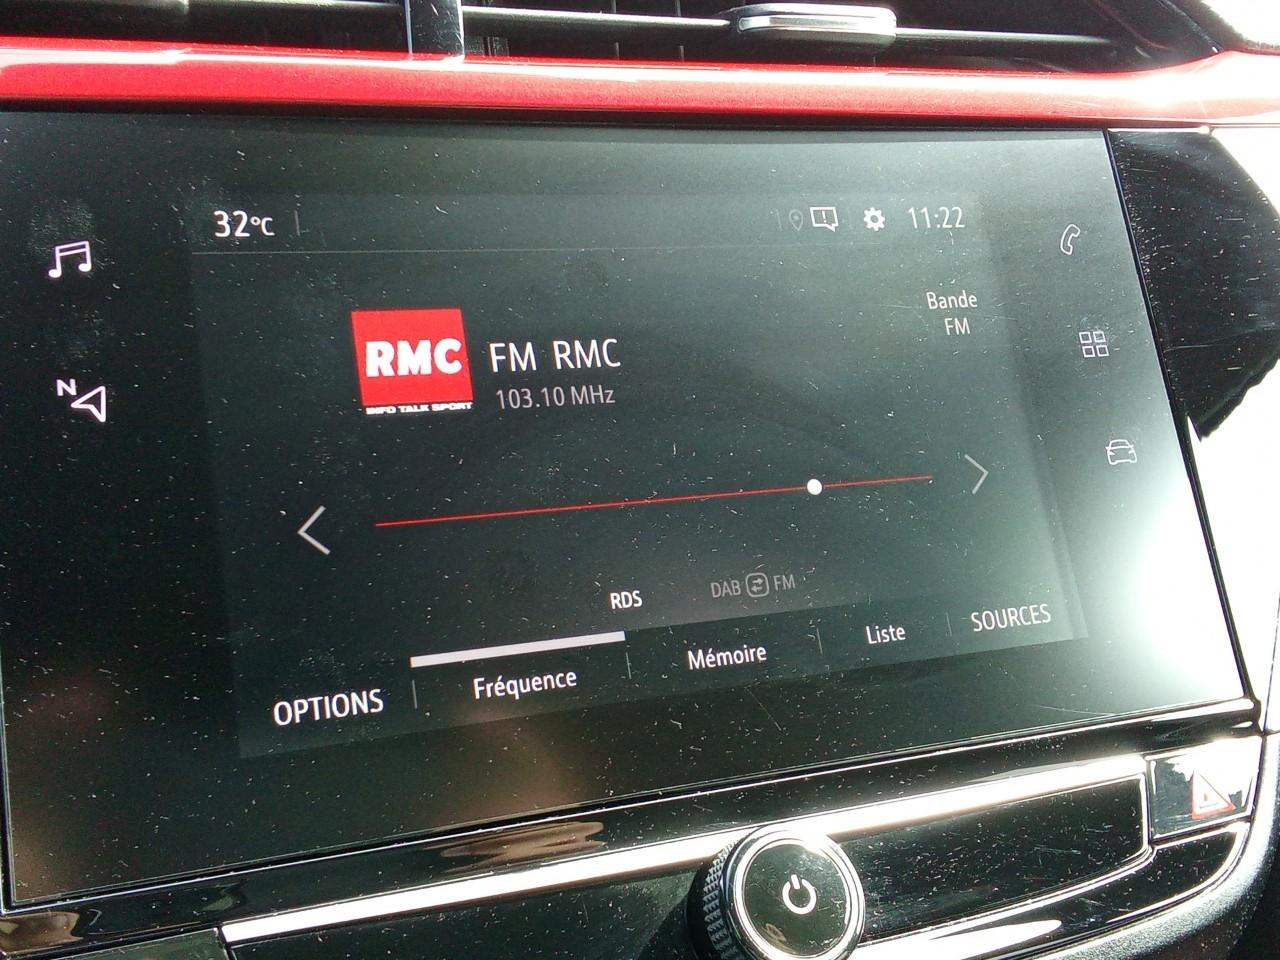 32°C
11:22
N
Bande
FM
RMC
INFO TALK SPORT
FM RMC
103.10 MHz
RDS
DAB FM
OPTIONS
Fréquence
Mémoire
Liste
SOURCES